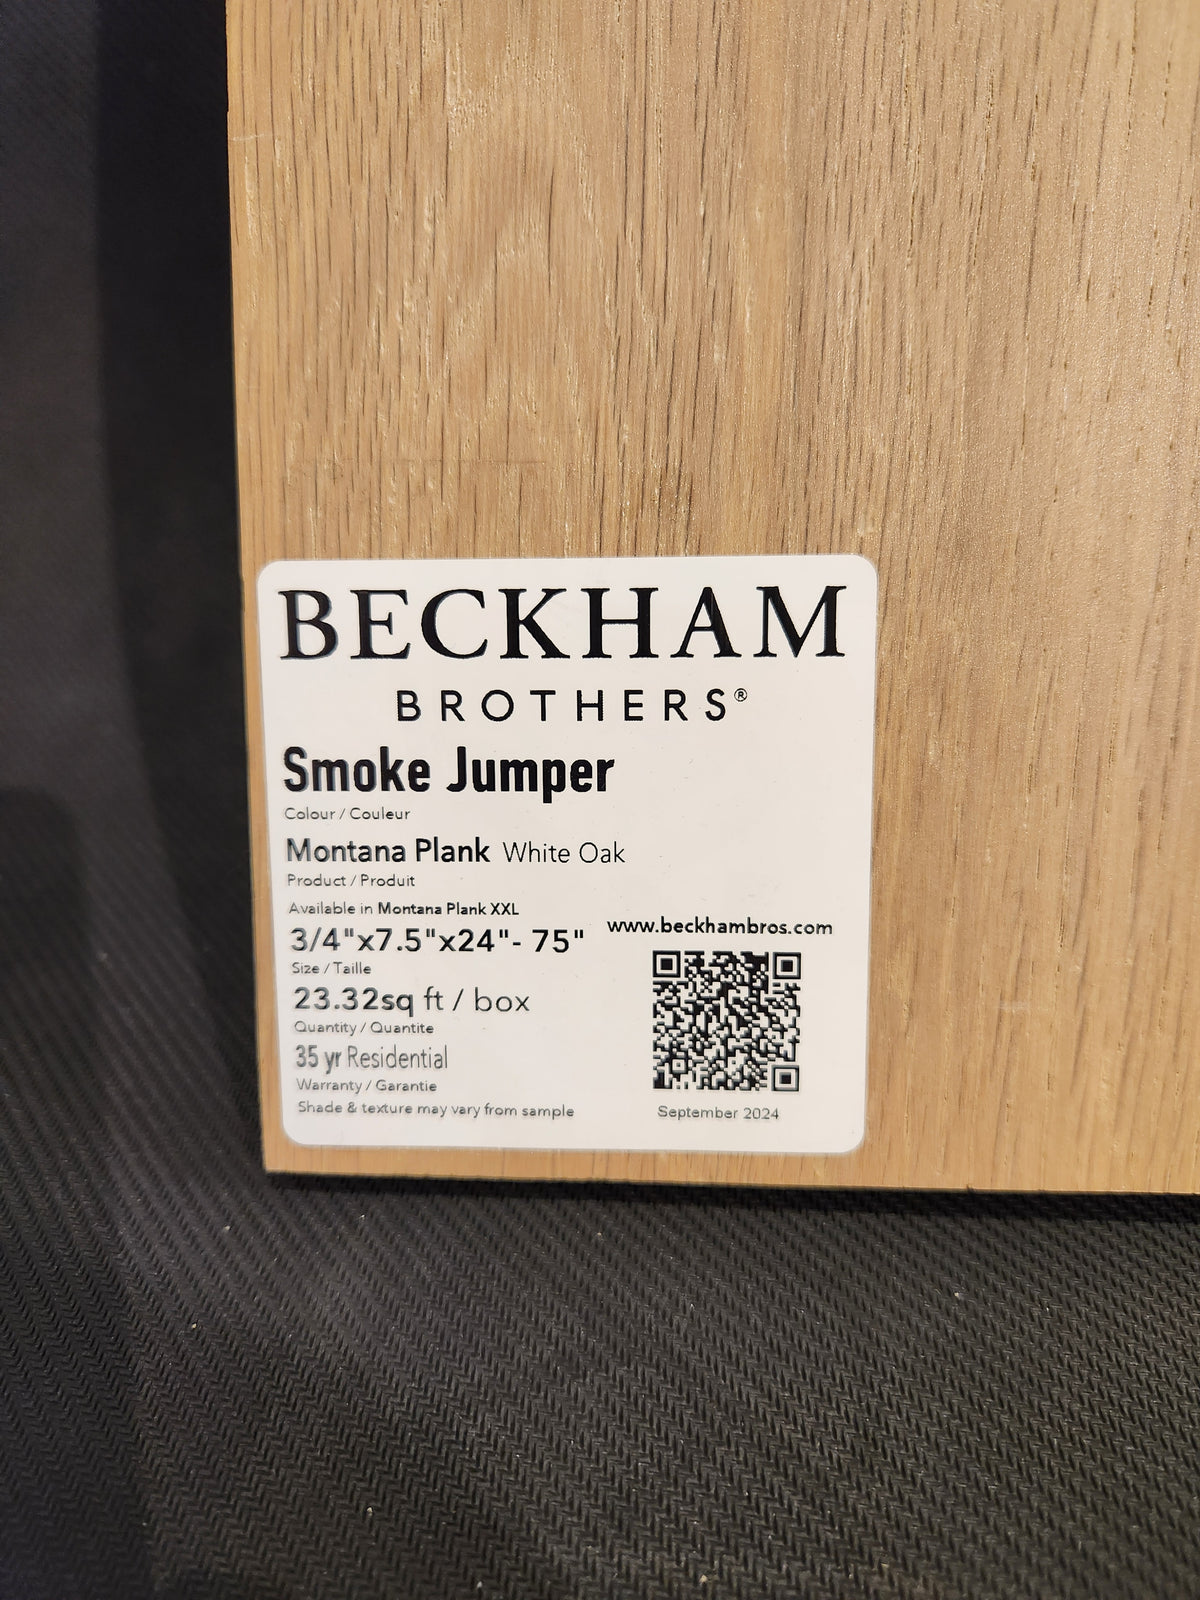 BECKHAM
BROTHERS®
Smoke Jumper
Colour / Couleur
Montana Plank White Oak
Product / Produit
Available in Montana Plank XXL
3/4"x7.5"x24"- 75"
www.beckhambros.com
Size / Taille
23.32sq ft / box
Quantity / Quantite
35 yr Residential
Warranty / Garantie
Shade & texture may vary from sample
September 2024